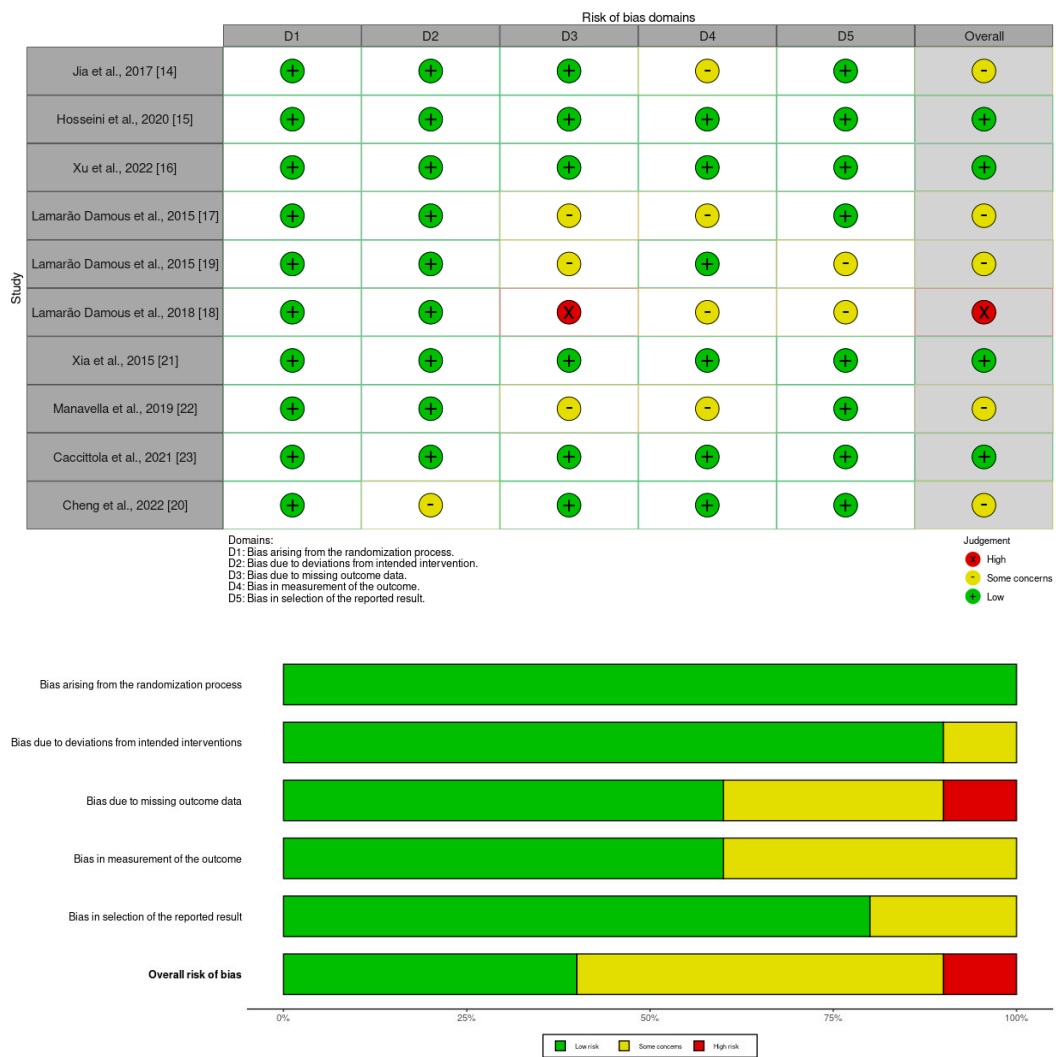 Risk of bias domains
D1 D2 D3 D4 D5 Overall
Study
Jia et al., 2017 [14] + + + - + -
Hosseini et al., 2020 [15] + + + + + +
Xu et al., 2022 [16] + + + + + +
Lamarão Damous et al., 2015 [17] + + - - + -
Lamarão Damous et al., 2015 [19] + + - + - -
Lamarão Damous et al., 2018 [18] + + X - - X
Xia et al., 2015 [21] + + + + + +
Manavella et al., 2019 [22] + + - - + -
Caccittola et al., 2021 [23] + + + + + +
Cheng et al., 2022 [20] + - + + + -
Domains:
D1: Bias arising from the randomization process.
D2: Bias due to deviations from intended intervention.
D3: Bias due to missing outcome data.
D4: Bias in measurement of the outcome.
D5: Bias in selection of the reported result.
Judgement
X High
- Some concerns
+ Low
Bias arising from the randomization process
Bias due to deviations from intended interventions
Bias due to missing outcome data
Bias in measurement of the outcome
Bias in selection of the reported result
Overall risk of bias
0% 25% 50% 75% 100%
Low risk Some concerns High risk